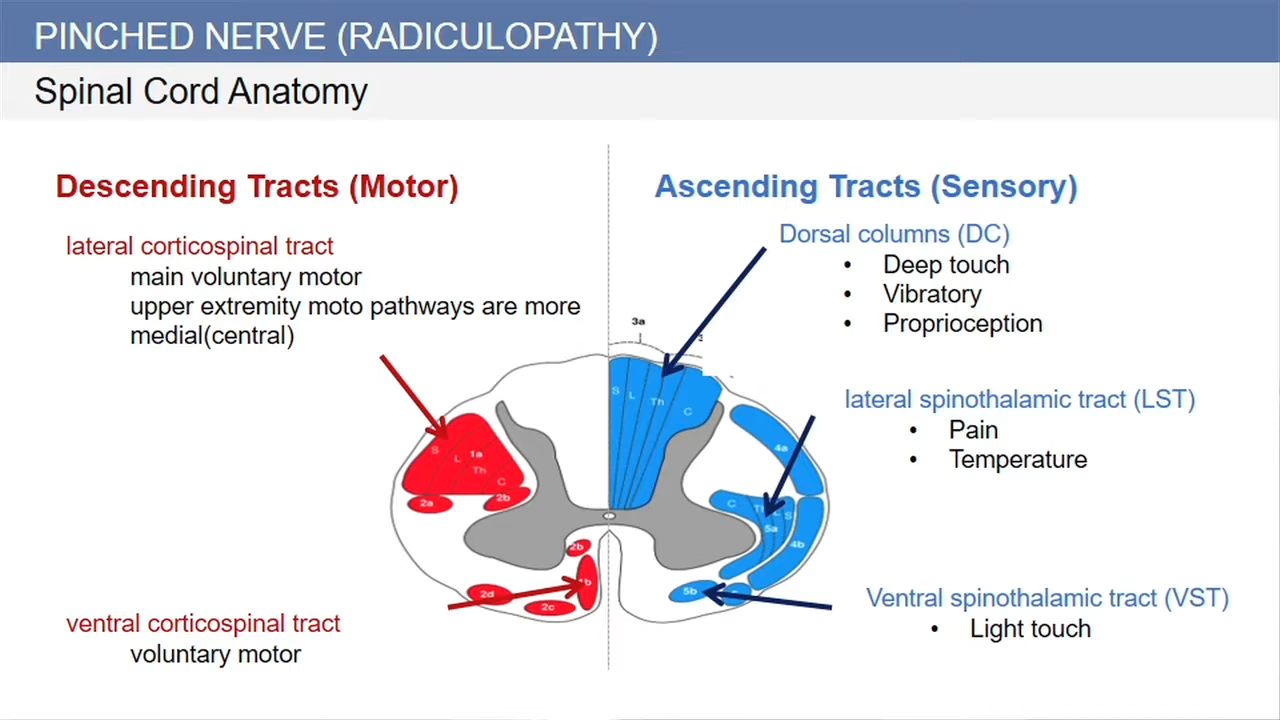 PINCHED NERVE (RADICULOPATHY)
Spinal Cord Anatomy
Descending Tracts (Motor)
lateral corticospinal tract
main voluntary motor
upper extremity moto pathways are more
medial(central)
ventral corticospinal tract
voluntary motor
Ascending Tracts (Sensory)
Dorsal columns (DC)
• Deep touch
• Vibratory
• Proprioception
lateral spinothalamic tract (LST)
• Pain
• Temperature
Ventral spinothalamic tract (VST)
• Light touch
3a
S L Th C
S L 1a Th C
2a 2b
2b
1b
2d
2c
4a
C S
5a
4b
5b